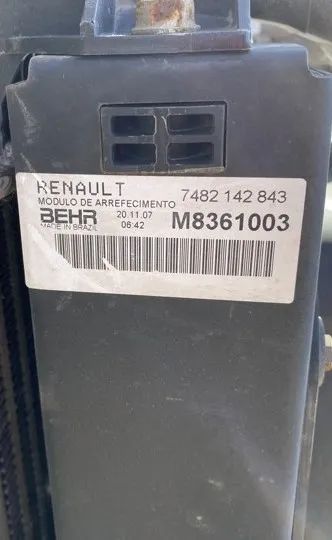 RENAULT 7482 142 843
MODULO DE ARREFECIMENTO
BEHR 20.11.07 M8361003
MADE IN BRAZIL 06:42